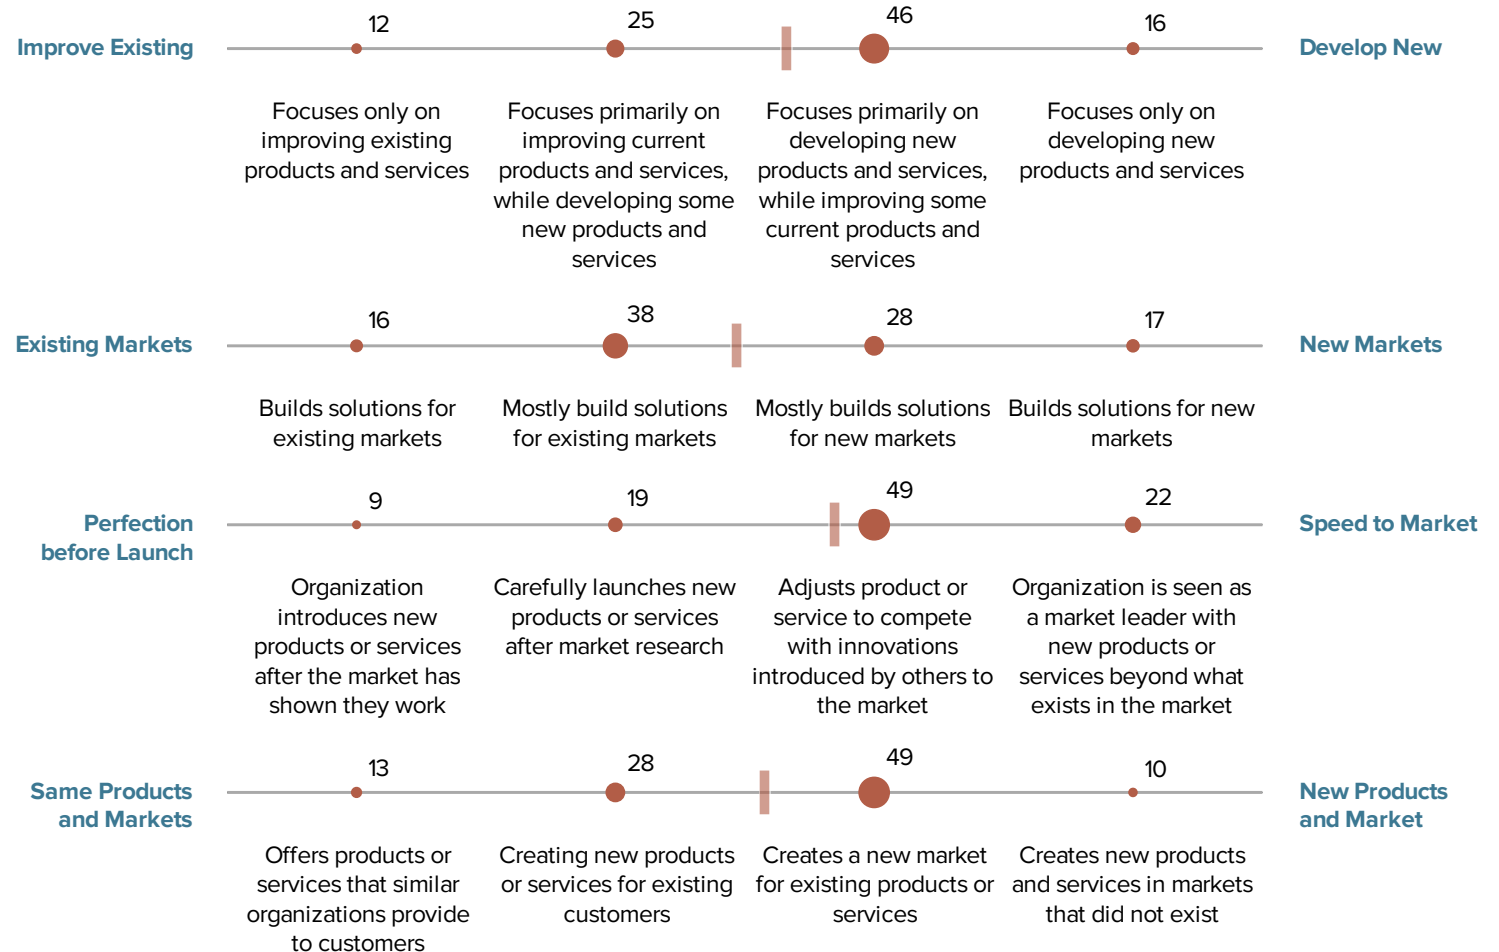 12
25
46
16
Improve Existing
Develop New
Focuses only on
improving existing
products and services
Focuses primarily on
improving current
products and services,
while developing some
new products and
services
Focuses primarily on
developing new
products and services,
while improving some
current products and
services
Focuses only on
developing new
products and services
16
38
28
17
Existing Markets
New Markets
Builds solutions for
existing markets
Mostly build solutions
for existing markets
Mostly builds solutions
for new markets
Builds solutions for new
markets
9
19
49
22
Perfection
before Launch
Speed to Market
Organization
introduces new
products or services
after the market has
shown they work
Carefully launches new
products or services
after market research
Adjusts product or
service to compete
with innovations
introduced by others to
the market
Organization is seen as
a market leader with
new products or
services beyond what
exists in the market
13
28
49
10
Same Products
and Markets
New Products
and Market
Offers products or
services that similar
organizations provide
to customers
Creating new products
or services for existing
customers
Creates a new market
for existing products or
services
Creates new products
and services in markets
that did not exist